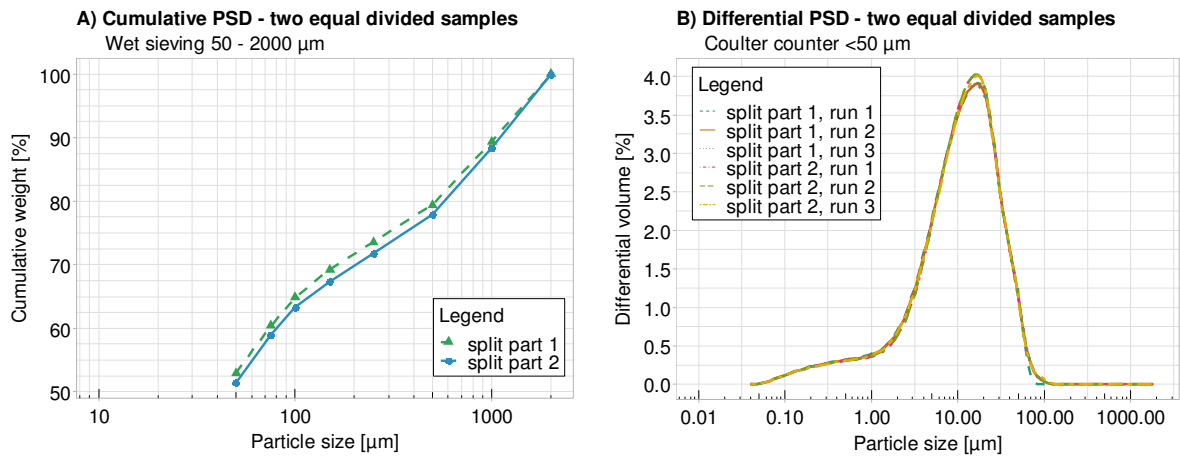 A) Cumulative PSD - two equal divided samples
Wet sieving 50 - 2000 µm
Cumulative weight [%]
100
90
80
70
60
50
Legend
split part 1
split part 2
10
100
1000
Particle size [µm]
B) Differential PSD - two equal divided samples
Coulter counter <50 µm
Differential volume [%]
4.0
3.5
3.0
2.5
2.0
1.5
1.0
0.5
0.0
Legend
split part 1, run 1
split part 1, run 2
split part 1, run 3
split part 2, run 1
split part 2, run 2
split part 2, run 3
0.01
0.10
1.00
10.00
100.00
1000.00
Particle size [µm]